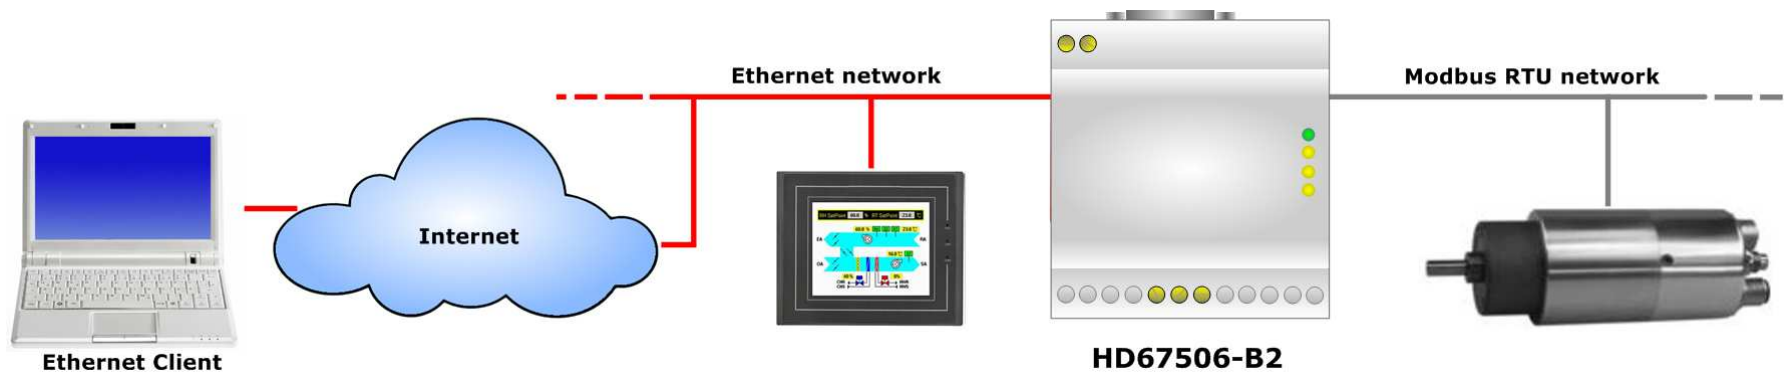 Ethernet network
Modbus RTU network
Internet
Ethernet Client
HD67506-B2